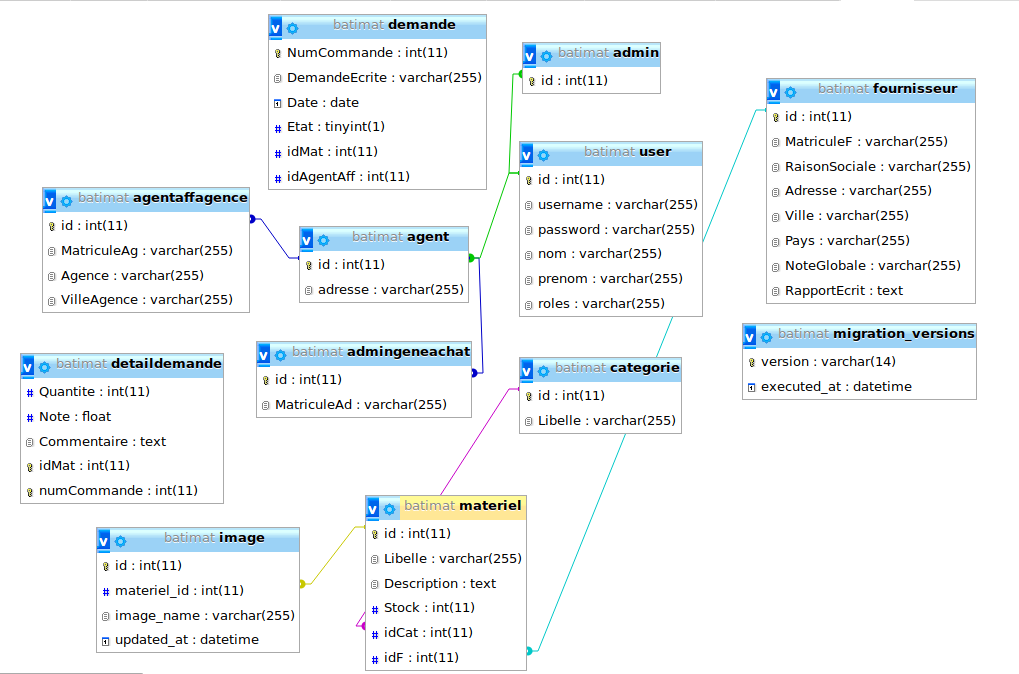 batimat demande
NumCommande : int(11)
DemandeEcrite : varchar(255)
Date : date
Etat : tinyint(1)
idMat : int(11)
idAgentAff : int(11)
batimat admin
id : int(11)
batimat fournisseur
id : int(11)
MatriculeF : varchar(255)
RaisonSociale : varchar(255)
Adresse : varchar(255)
Ville : varchar(255)
Pays : varchar(255)
NoteGlobale : varchar(255)
RapportEcrit : text
batimat user
id : int(11)
username : varchar(255)
password : varchar(255)
nom : varchar(255)
prenom : varchar(255)
roles : varchar(255)
batimat agentaffagence
id : int(11)
MatriculeAg : varchar(255)
Agence : varchar(255)
VilleAgence : varchar(255)
batimat agent
id : int(11)
adresse : varchar(255)
batimat migration_versions
version : varchar(14)
executed_at : datetime
batimat admingeneachat
id : int(11)
MatriculeAd : varchar(255)
batimat detaildemande
Quantite : int(11)
Note : float
Commentaire : text
idMat : int(11)
numCommande : int(11)
batimat categorie
id : int(11)
Libelle : varchar(255)
batimat materiel
id : int(11)
Libelle : varchar(255)
Description : text
Stock : int(11)
idCat : int(11)
idF : int(11)
batimat image
id : int(11)
materiel_id : int(11)
image_name : varchar(255)
updated_at : datetime